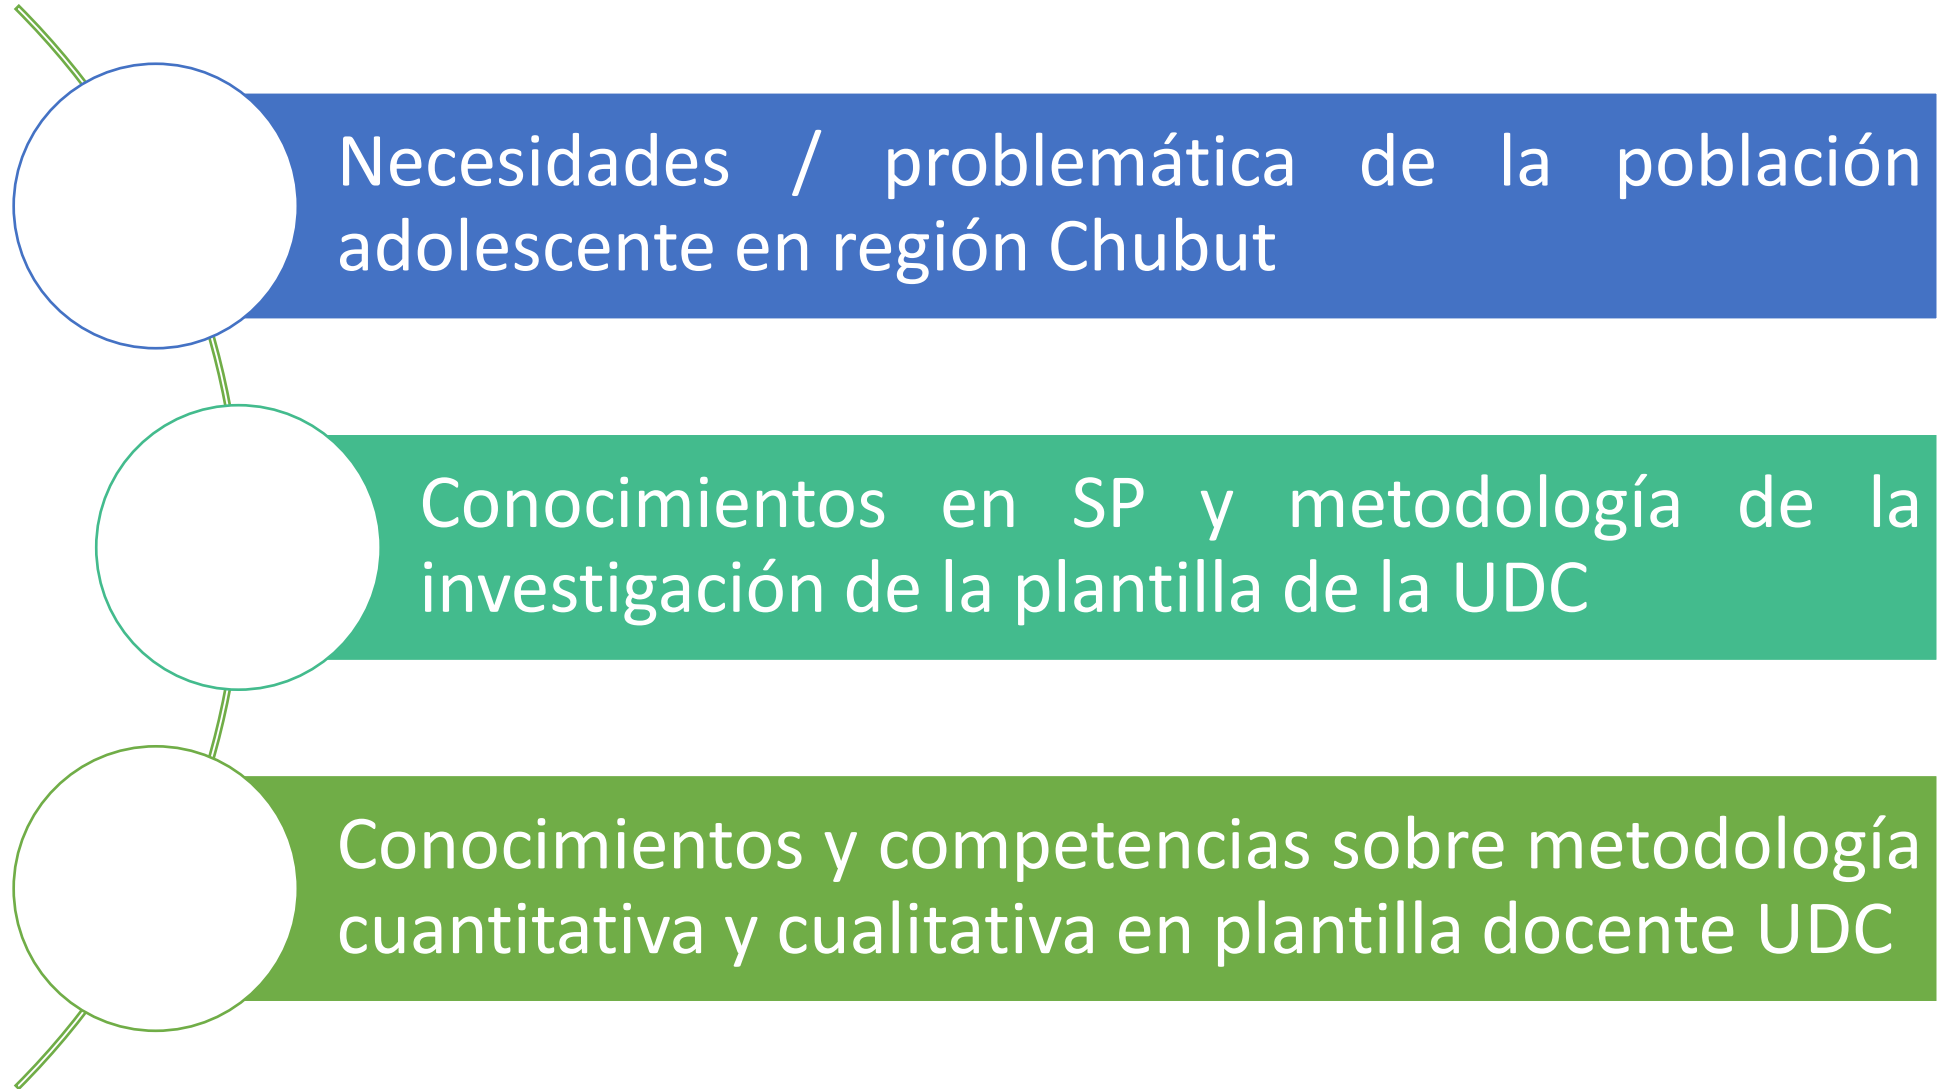 Necesidades / problemática de la población
adolescente en región Chubut
Conocimientos en SP y metodología de la
investigación de la plantilla de la UDC
Conocimientos y competencias sobre metodología
cuantitativa y cualitativa en plantilla docente UDC